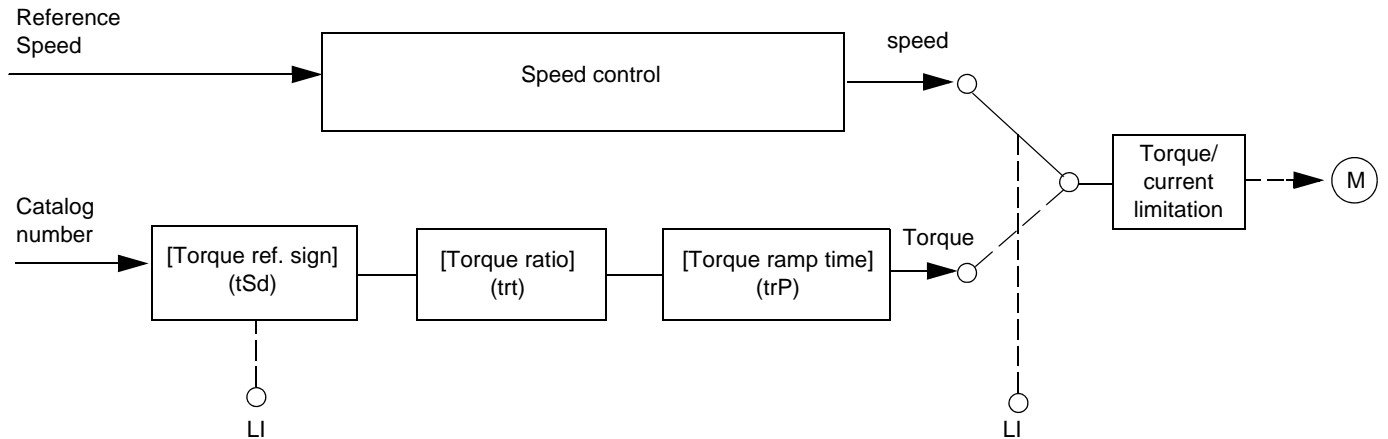 Reference
Speed
Speed control
speed
Torque/
current
limitation
M
Catalog
number
[Torque ref. sign]
(tSd)
[Torque ratio]
(trt)
[Torque ramp time]
(trP)
Torque
LI
LI